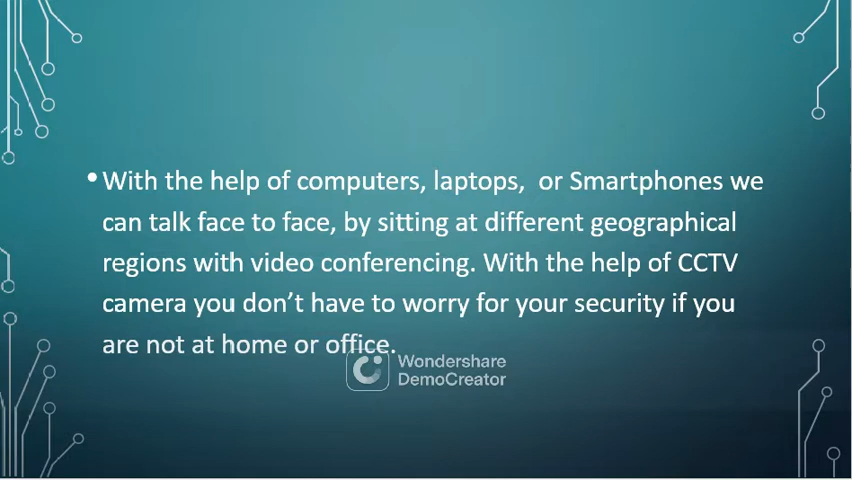 •With the help of computers, laptops,  or Smartphones we
can talk face to face, by sitting at different geographical
regions with video conferencing. With the help of CCTV
camera you don’t have to worry for your security if you
are not at home or office.
Wondershare
DemoCreator